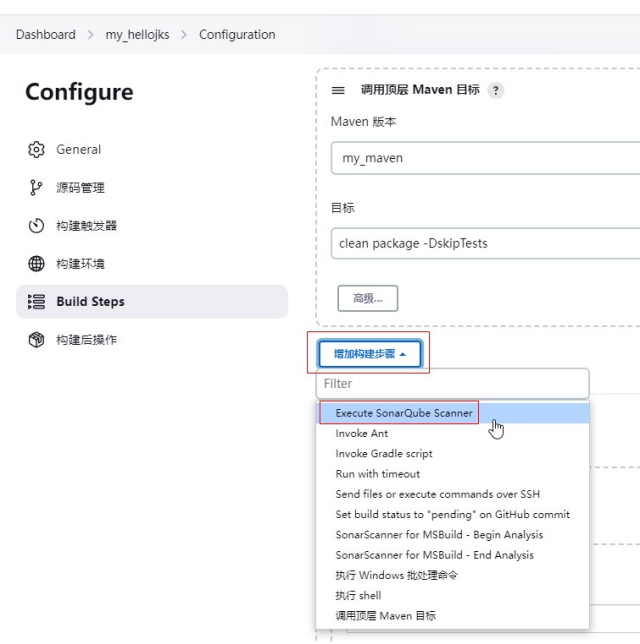 Dashboard > my_hellojks > Configuration
Configure
General
源码管理
构建触发器
构建环境
Build Steps
构建后操作
调用顶层 Maven 目标 ?
Maven 版本
my_maven
目标
clean package -DskipTests
高级...
增加构建步骤
Filter
Execute SonarQube Scanner
Invoke Ant
Invoke Gradle script
Run with timeout
Send files or execute commands over SSH
Set build status to "pending" on GitHub commit
SonarScanner for MSBuild - Begin Analysis
SonarScanner for MSBuild - End Analysis
执行 Windows 批处理命令
执行 shell
调用顶层 Maven 目标